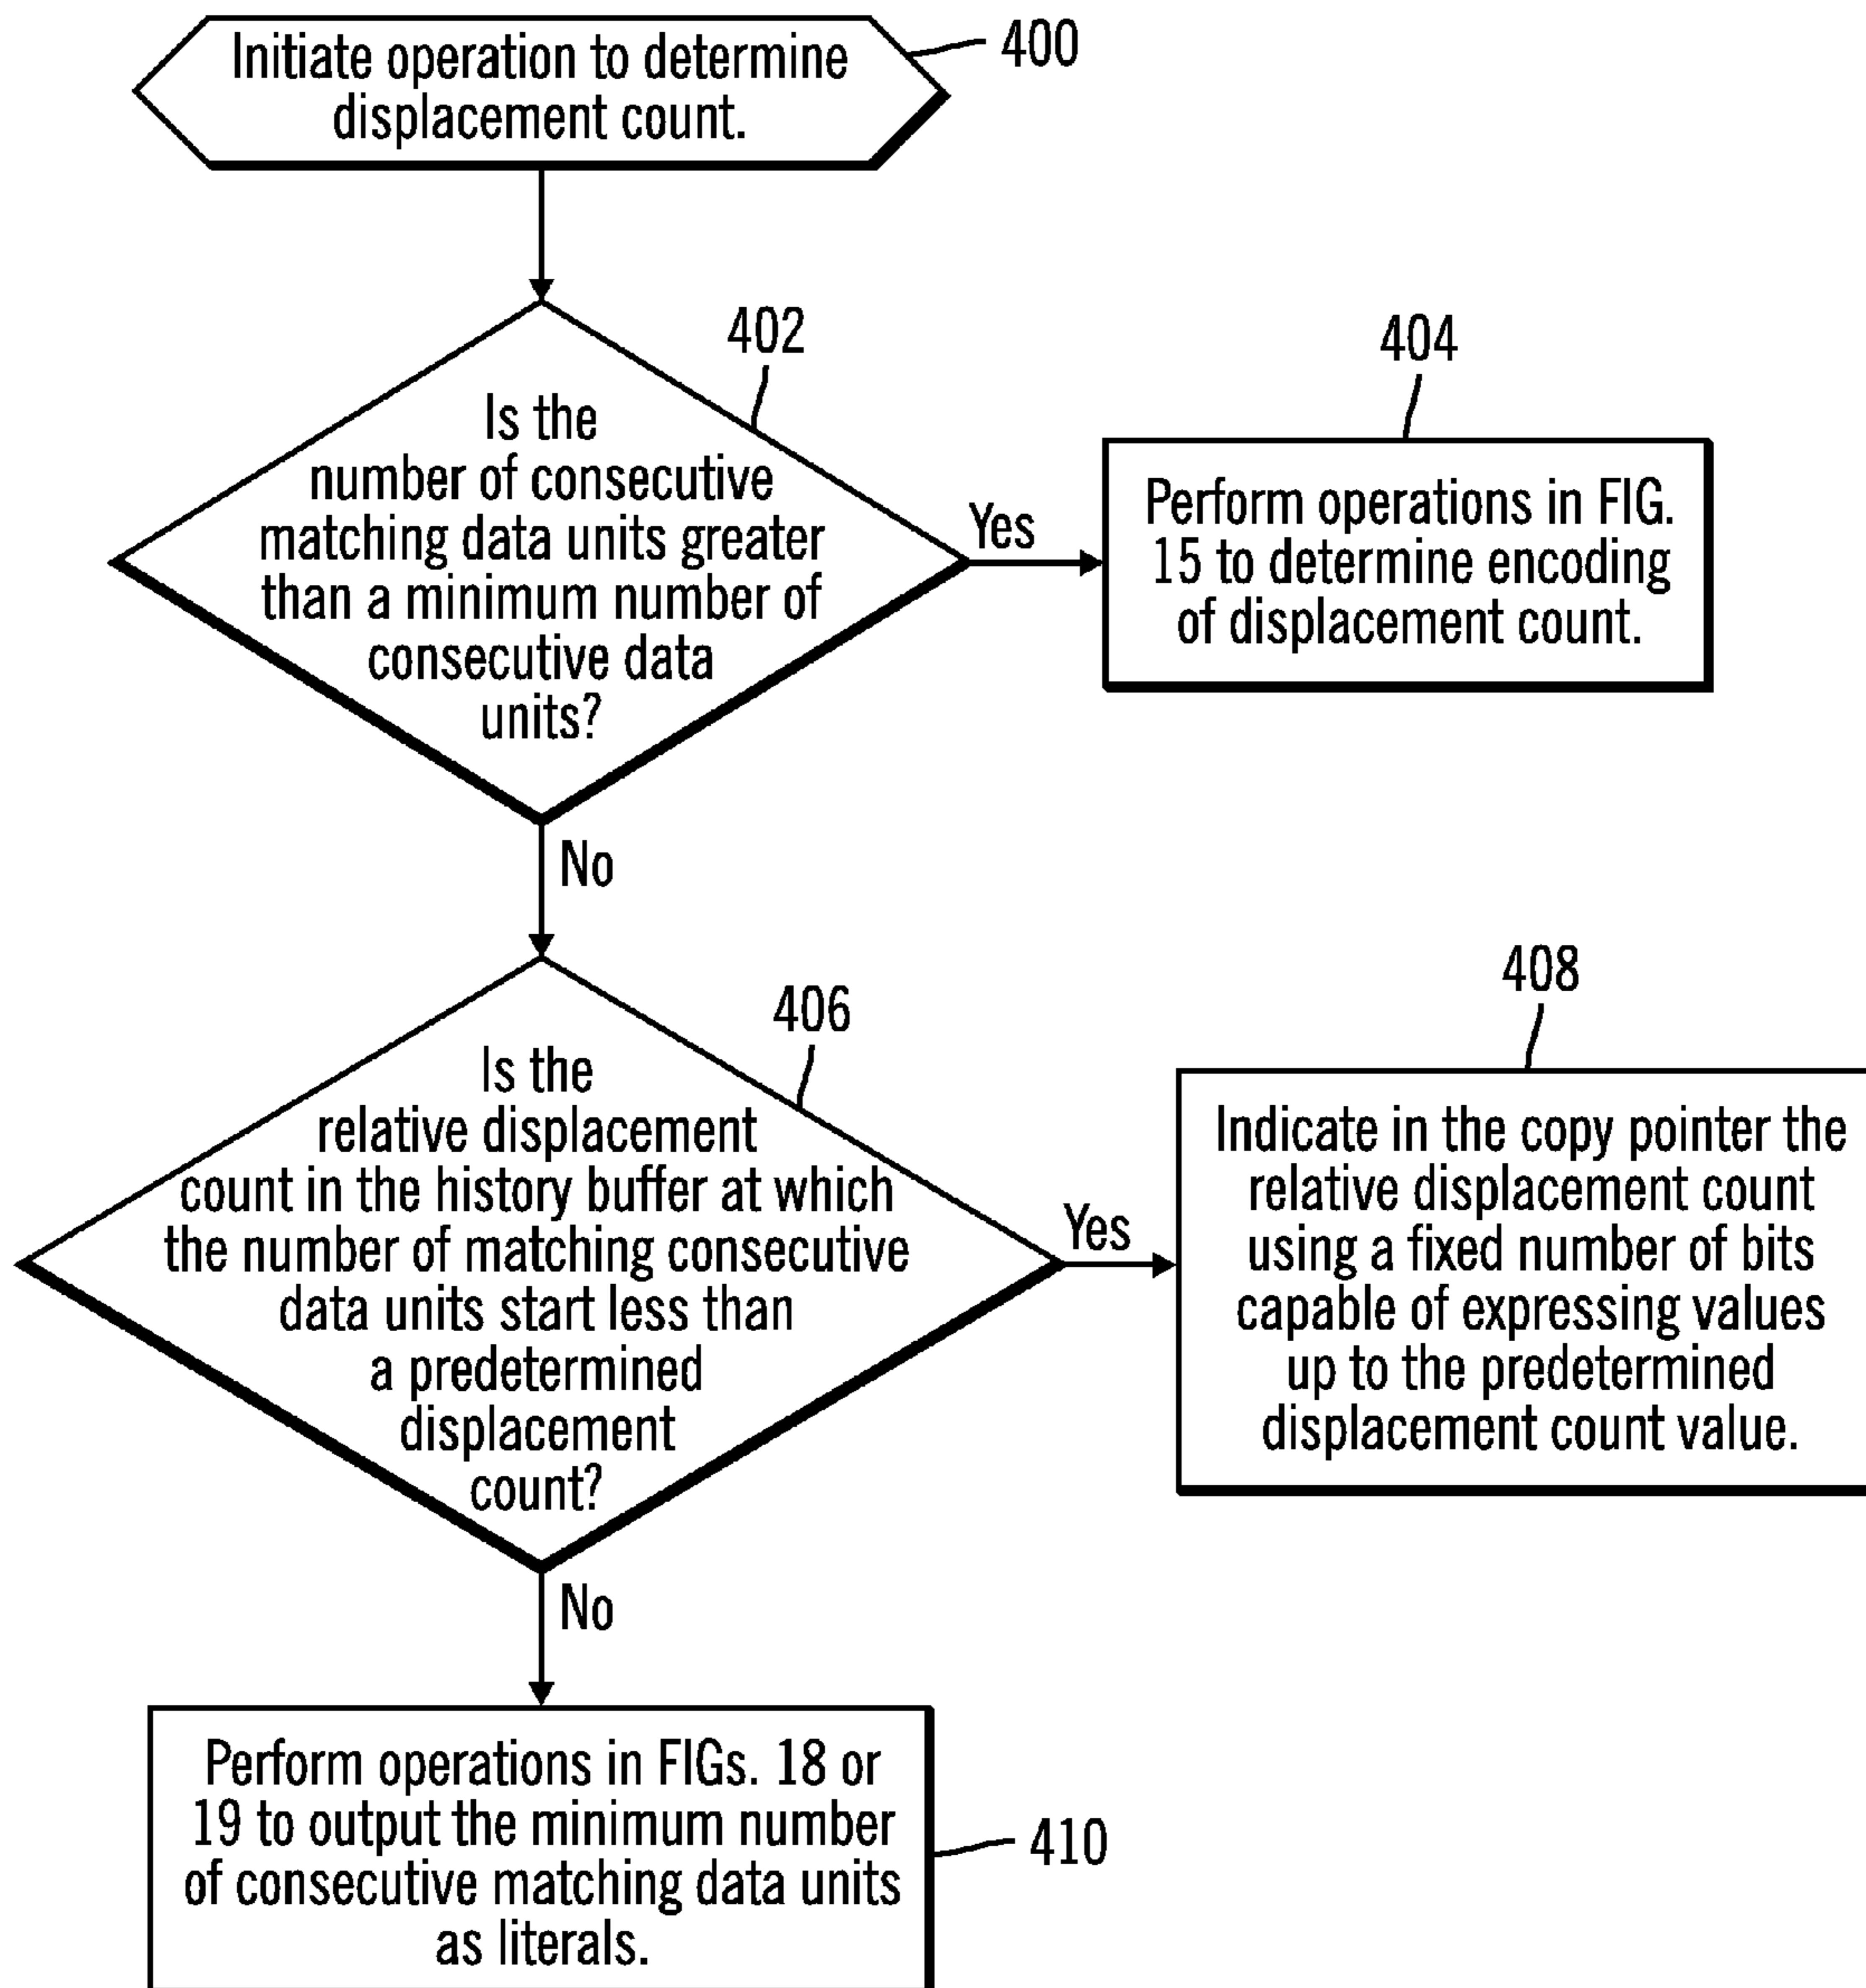 Initiate operation to determine
displacement count.
400
402
Is the
number of consecutive
matching data units greater
than a minimum number of
consecutive data
units?
Yes
404
Perform operations in FIG.
15 to determine encoding
of displacement count.
No
406
Is the
relative displacement
count in the history buffer at which
the number of matching consecutive
data units start less than
a predetermined
displacement
count?
Yes
408
Indicate in the copy pointer the
relative displacement count
using a fixed number of bits
capable of expressing values
up to the predetermined
displacement count value.
No
Perform operations in FIGs. 18 or
19 to output the minimum number
of consecutive matching data units
as literals.
410